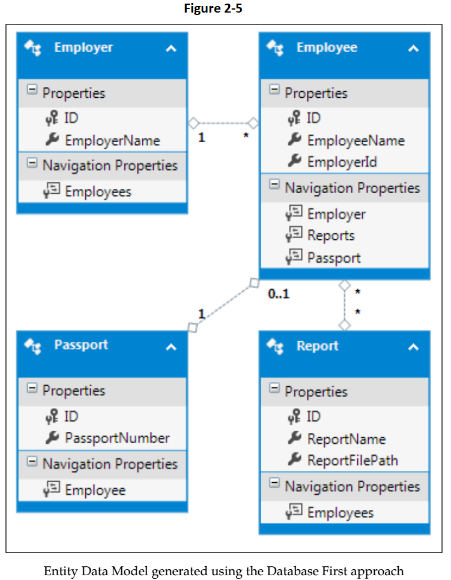 Figure 2-5
Employer
Properties
ID
EmployerName
Navigation Properties
Employees
1
*
Employee
Properties
ID
EmployeeName
EmployerId
Navigation Properties
Employer
Reports
Passport
0..1
1
*
*
Passport
Properties
ID
PassportNumber
Navigation Properties
Employee
Report
Properties
ID
ReportName
ReportFilePath
Navigation Properties
Employees
Entity Data Model generated using the Database First approach